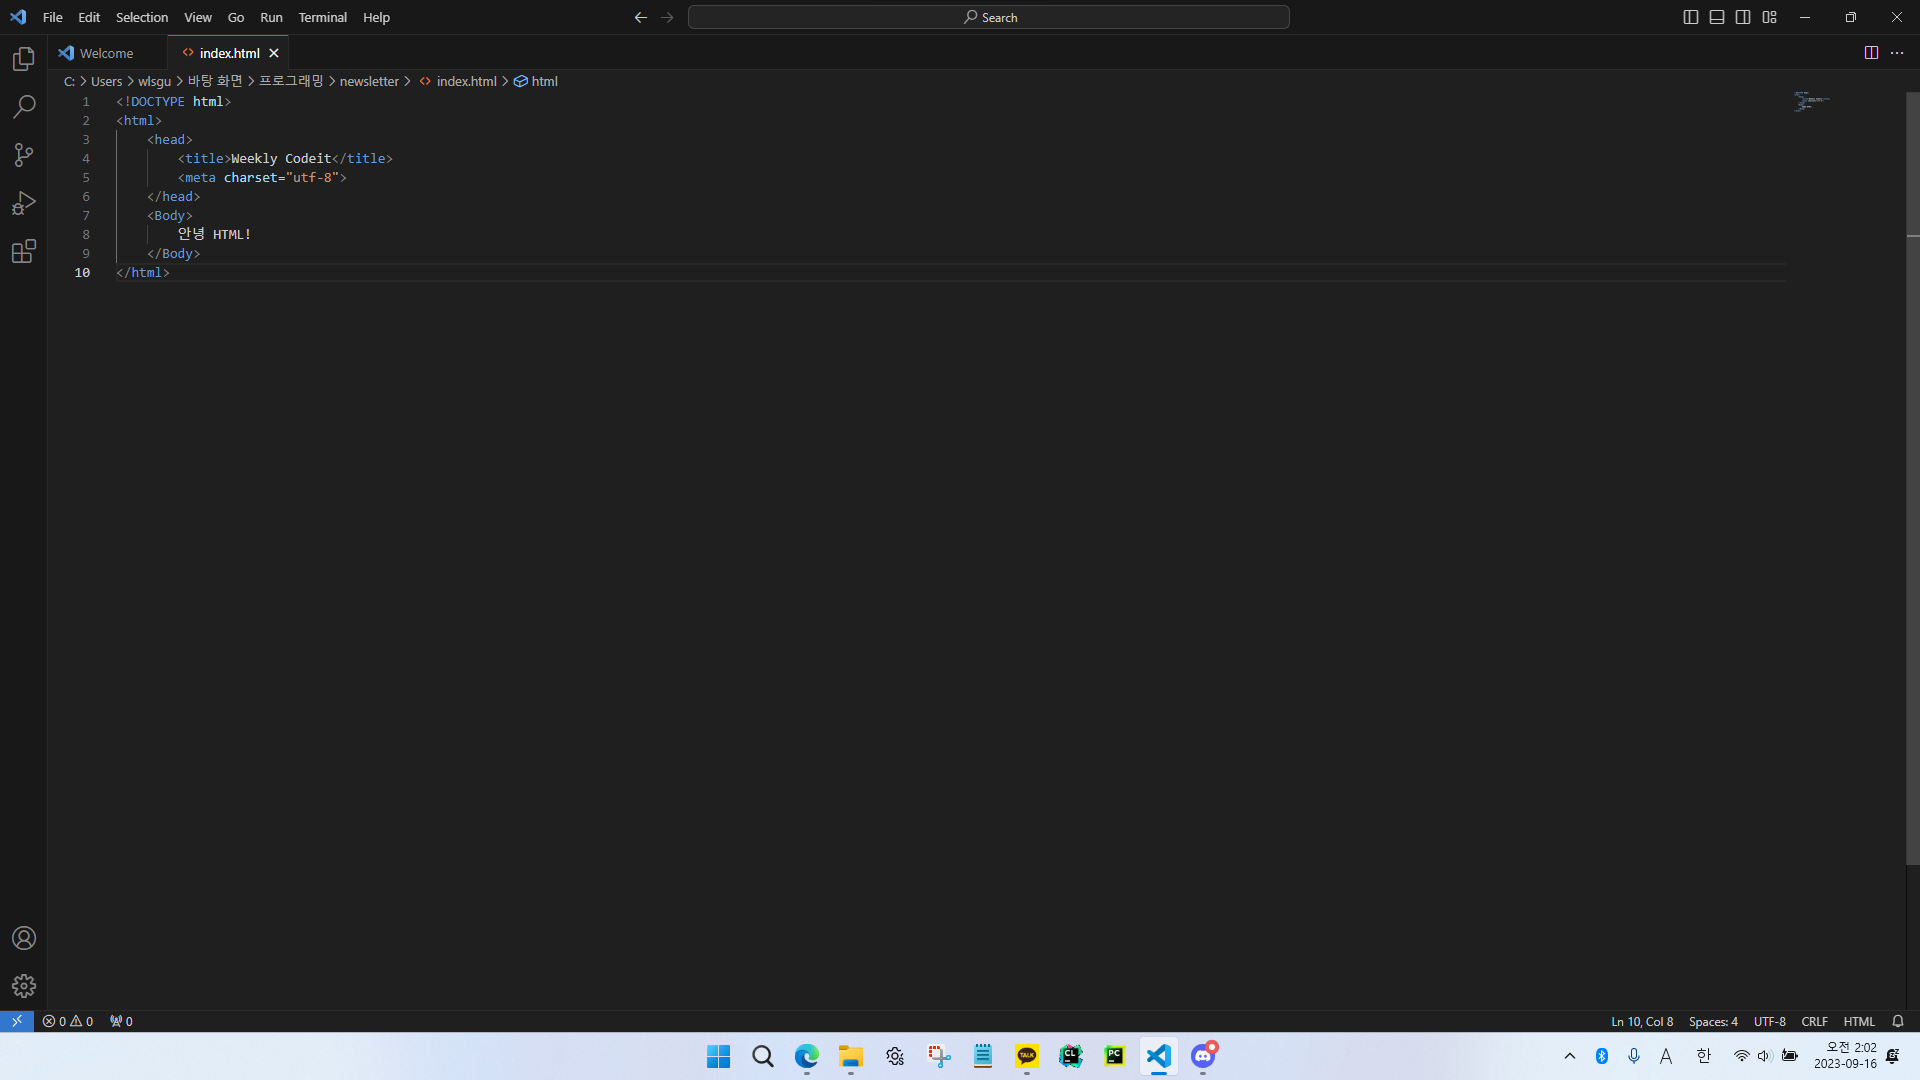 File Edit Selection View Go Run Terminal Help
Search
Welcome
index.html
C: > Users > wlsgu > 바탕 화면 > 프로그래밍 > newsletter > index.html > html
1 <!DOCTYPE html>
2 <html>
3 <head>
4 <title>Weekly Codeit</title>
5 <meta charset="utf-8">
6 </head>
7 <Body>
8 안녕 HTML!
9 </Body>
10 </html>
0 0 0
Ln 10, Col 8 Spaces: 4 UTF-8 CRLF HTML
TALK
CL
PC
A 한
오전 2:02
2023-09-16